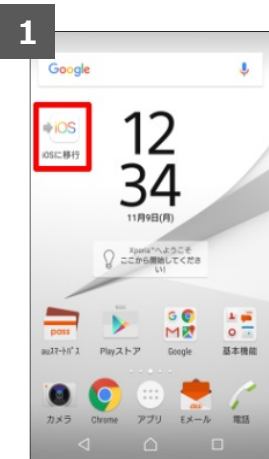 1
Google
iOS
iOSに移行
12
34
11月9日(月)
Xperia™へようこそ
ここから開始してくださ
い!
pass
auスマートパス
Playストア
Google
基本機能
au
カメラ
Chrome
アプリ
Eメール
電話